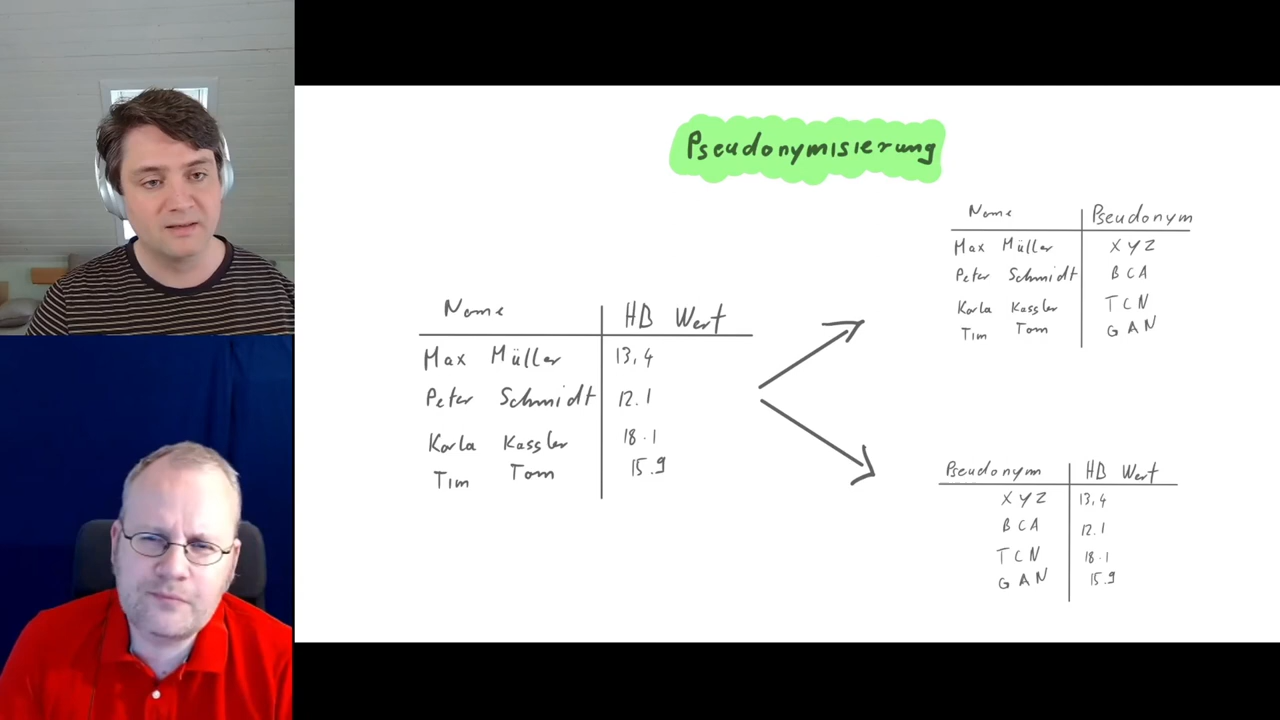 Pseudonymisierung
Name Pseudonym
Max Müller XYZ
Peter Schmidt BCA
Karla Kassler TCN
Tim Tom GAN
Name HB Wert
Max Müller 13,4
Peter Schmidt 12.1
Karla Kassler 18.1
Tim Tom 15.9
Pseudonym HB Wert
XYZ 13,4
BCA 12.1
TCN 18.1
GAN 15.9